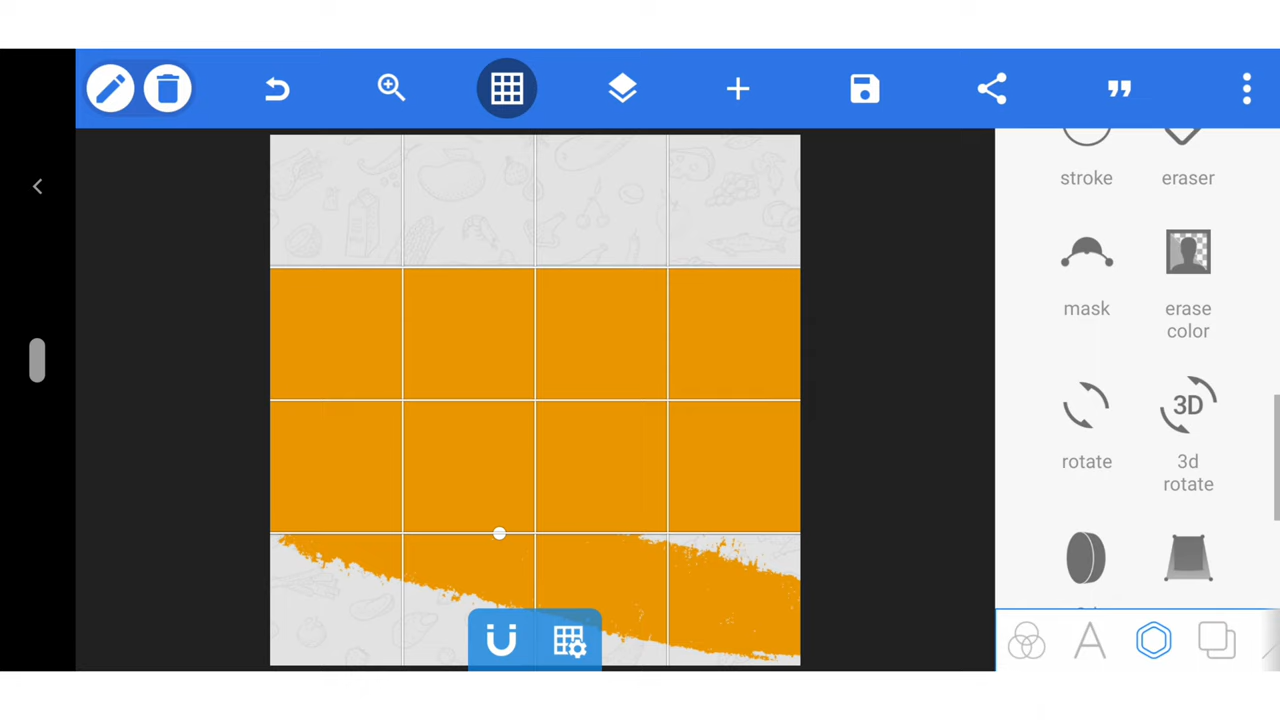 stroke
eraser
mask
erase
color
3D
rotate
3d
rotate